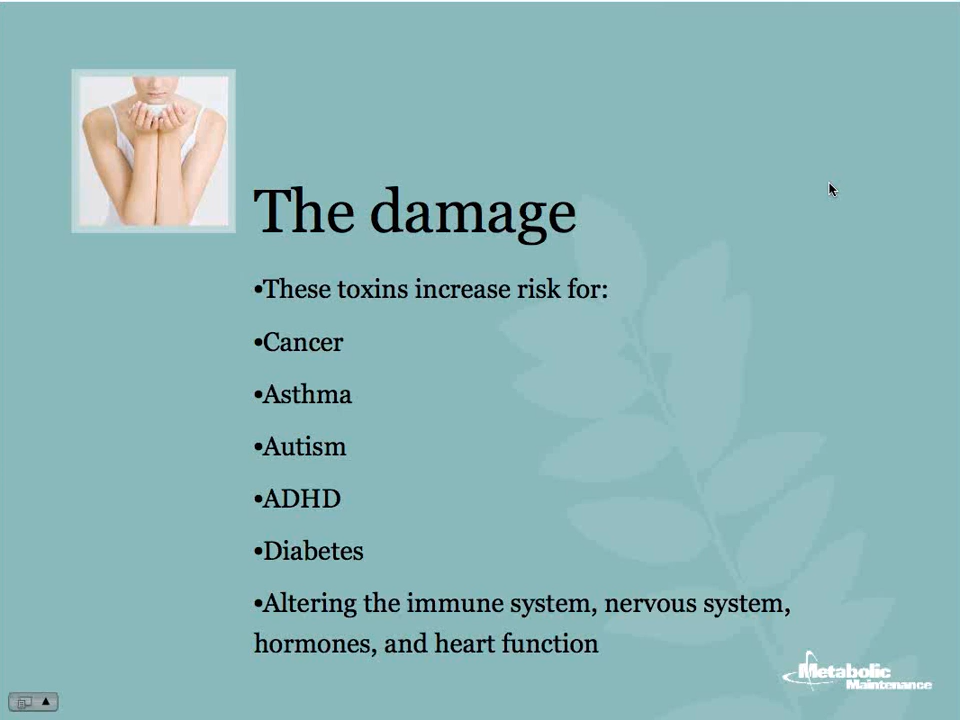 The damage
•These toxins increase risk for:
•Cancer
•Asthma
•Autism
•ADHD
•Diabetes
•Altering the immune system, nervous system,
hormones, and heart function
Metabolic
Maintenance